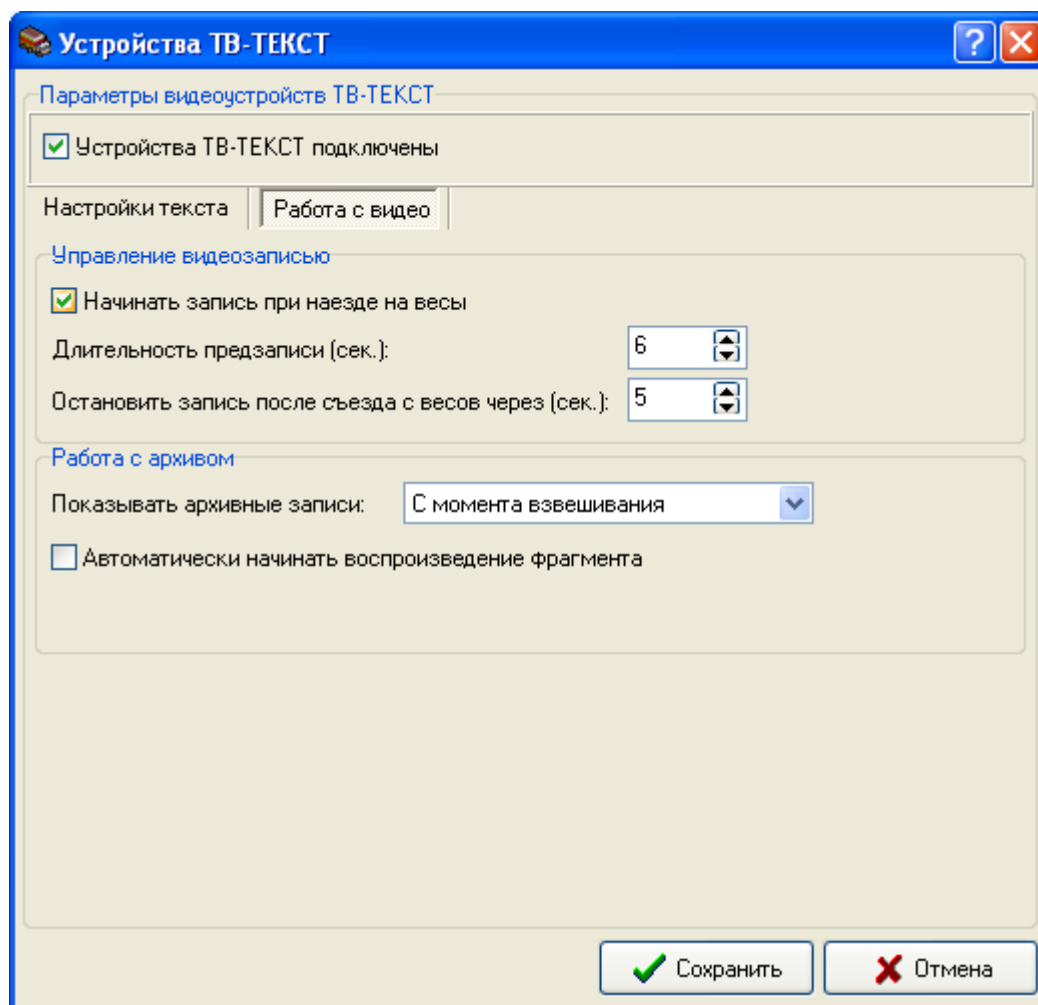 Устройства ТВ-ТЕКСТ
Параметры видеоустройств ТВ-ТЕКСТ
Устройства ТВ-ТЕКСТ подключены
Настройки текста Работа с видео
Управление видеозаписью
Начинать запись при наезде на весы
Длительность предзаписи (сек.): 6
Остановить запись после съезда с весов через (сек.): 5
Работа с архивом
Показывать архивные записи: С момента взвешивания
Автоматически начинать воспроизведение фрагмента
Сохранить Отмена